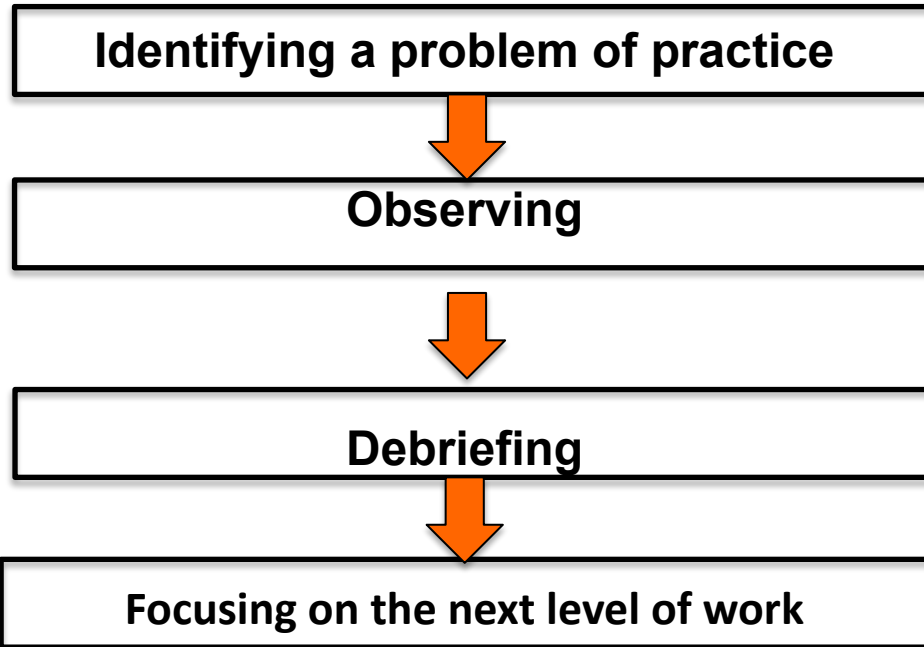 Identifying a problem of practice
Observing
Debriefing
Focusing on the next level of work